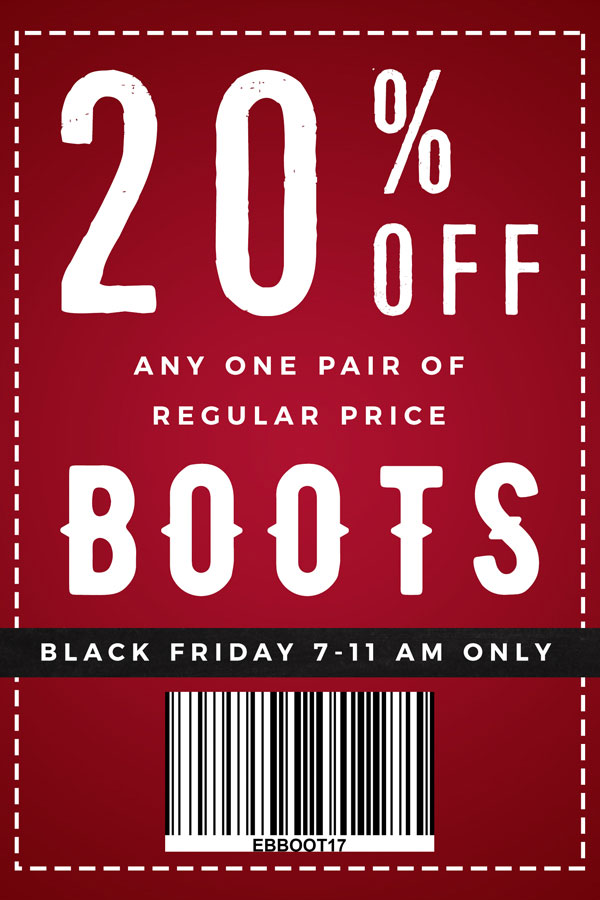 20% OFF
ANY ONE PAIR OF
REGULAR PRICE
BOOTS
BLACK FRIDAY 7-11 AM ONLY
EBBOOT17